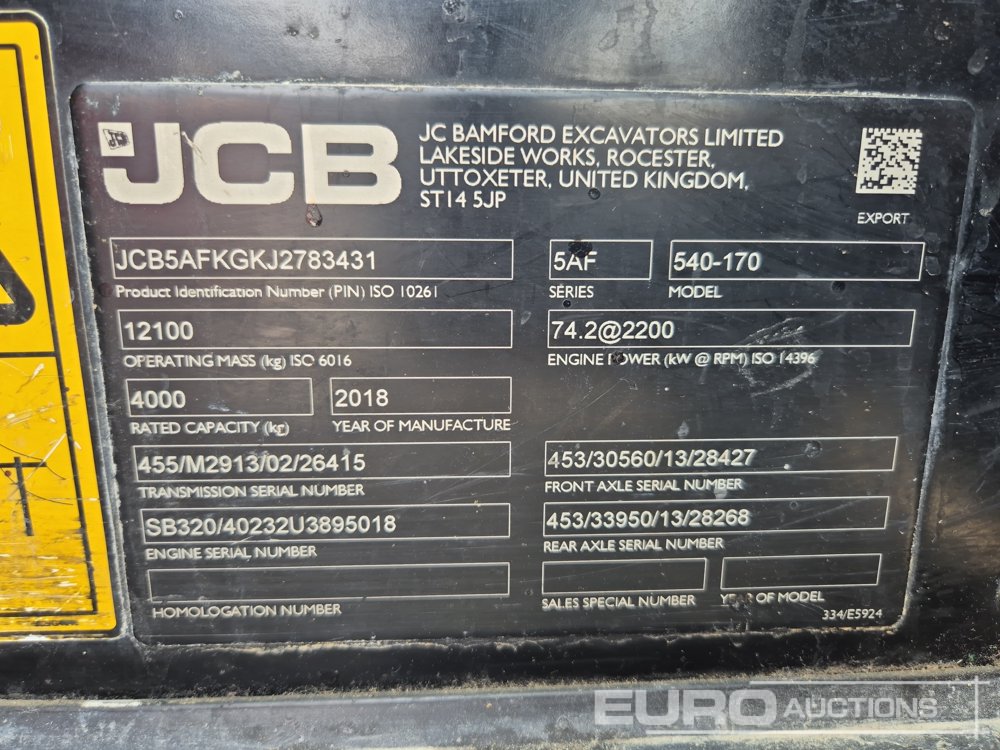 JCB
JC BAMFORD EXCAVATORS LIMITED
LAKESIDE WORKS, ROCESTER,
UTTOXETER, UNITED KINGDOM,
ST14 5JP
EXPORT
JCB5AFKGKJ2783431
Product Identification Number (PIN) ISO 10261
5AF
SERIES
540-170
MODEL
12100
OPERATING MASS (kg) ISO 6016
74.2@2200
ENGINE POWER (kW @ RPM) ISO 14396
4000
RATED CAPACITY (kg)
2018
YEAR OF MANUFACTURE
455/M2913/02/26415
TRANSMISSION SERIAL NUMBER
453/30560/13/28427
FRONT AXLE SERIAL NUMBER
SB320/40232U3895018
ENGINE SERIAL NUMBER
453/33950/13/28268
REAR AXLE SERIAL NUMBER
HOMOLOGATION NUMBER
SALES SPECIAL NUMBER
YEAR OF MODEL
334/E5924
EURO AUCTIONS